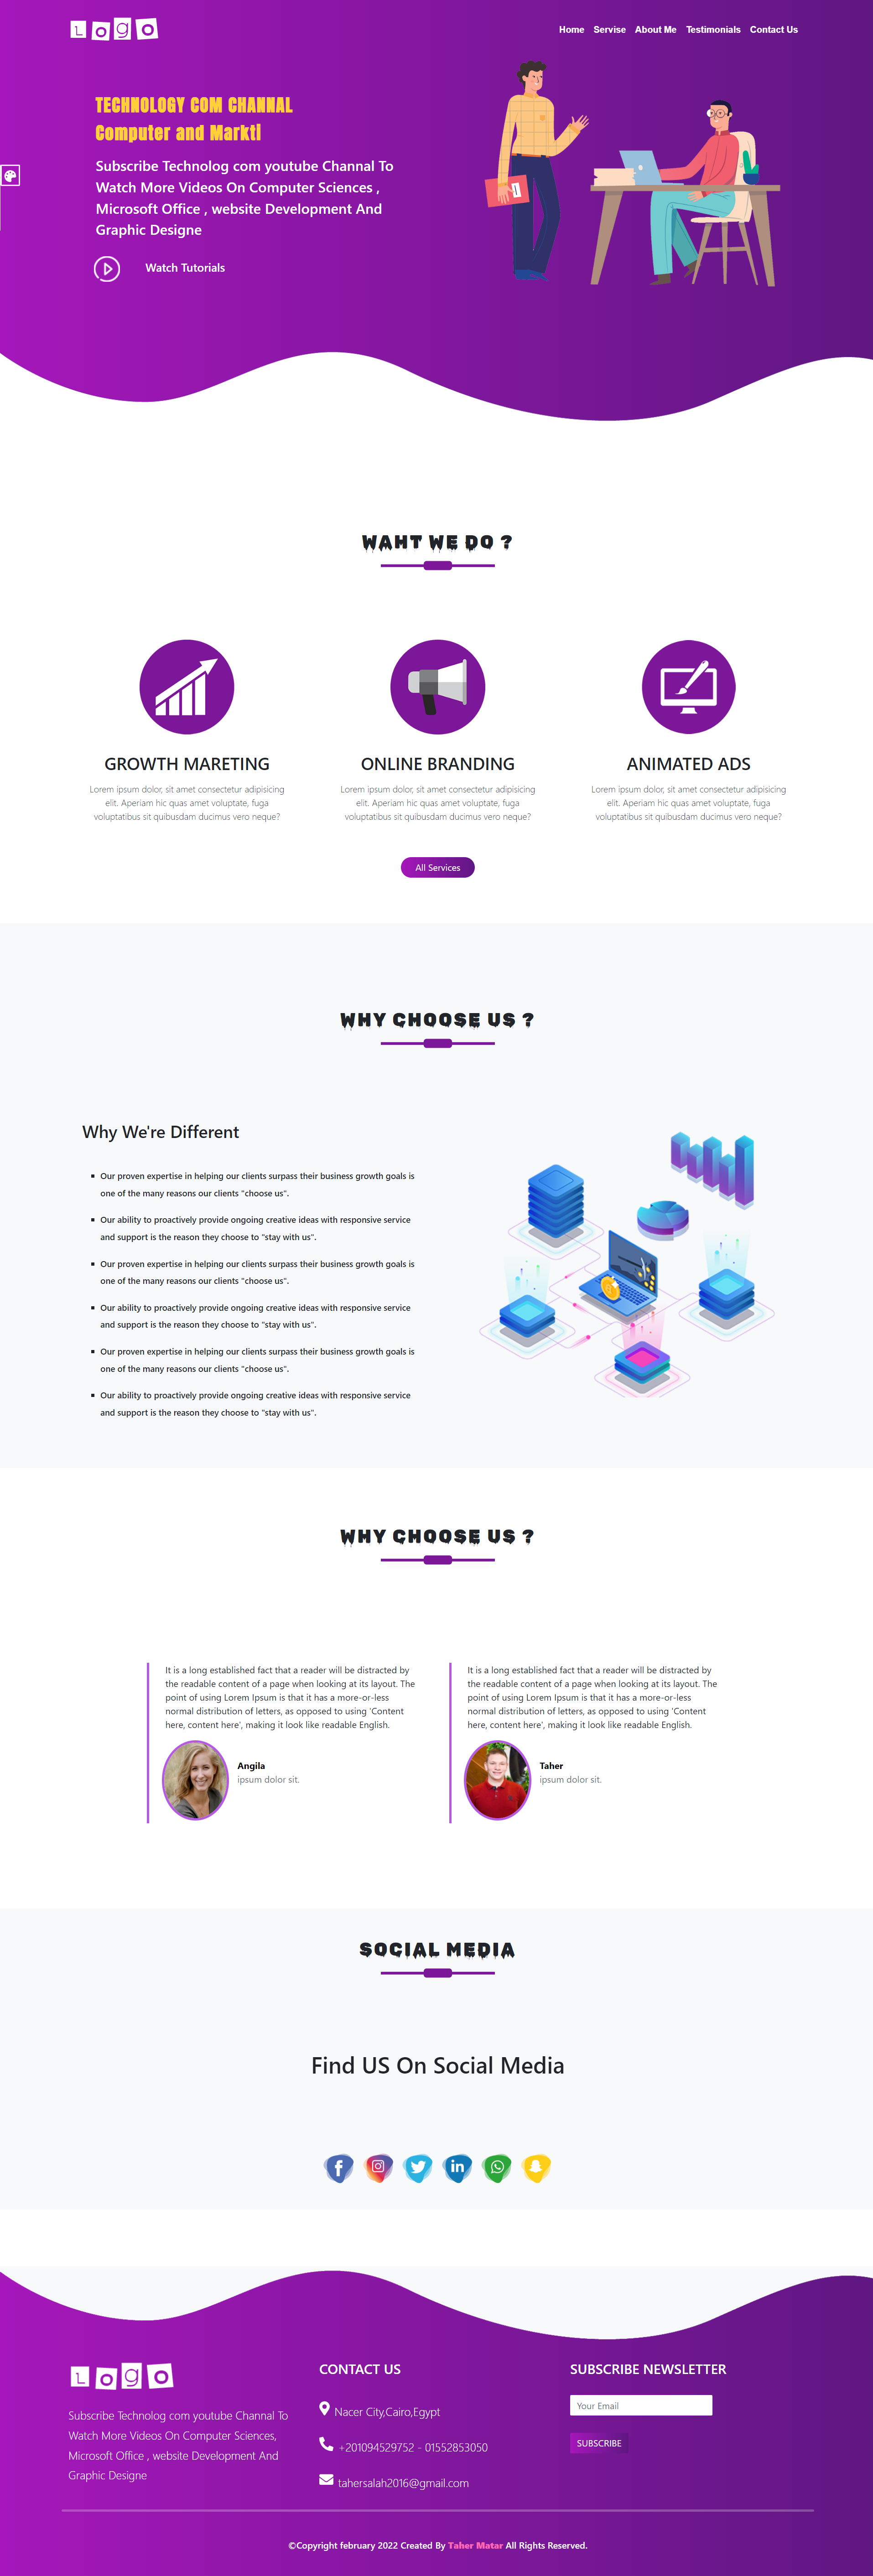 Logo
Home Servise About Me Testimonials Contact Us
TECHNOLOGY COM CHANNAL
Computer and Markti
Subscribe Technolog com youtube Channal To
Watch More Videos On Computer Sciences ,
Microsoft Office , website Development And
Graphic Designe
Watch Tutorials
WAHT WE DO ?
GROWTH MARETING
Lorem ipsum dolor, sit amet consectetur adipisicing
elit. Aperiam hic quas amet voluptate, fuga
voluptatibus sit quibusdam ducimus vero neque?
ONLINE BRANDING
Lorem ipsum dolor, sit amet consectetur adipisicing
elit. Aperiam hic quas amet voluptate, fuga
voluptatibus sit quibusdam ducimus vero neque?
ANIMATED ADS
Lorem ipsum dolor, sit amet consectetur adipisicing
elit. Aperiam hic quas amet voluptate, fuga
voluptatibus sit quibusdam ducimus vero neque?
All Services
WHY CHOOSE US ?
Why We're Different
Our proven expertise in helping our clients surpass their business growth goals is
one of the many reasons our clients "choose us".
Our ability to proactively provide ongoing creative ideas with responsive service
and support is the reason they choose to "stay with us".
Our proven expertise in helping our clients surpass their business growth goals is
one of the many reasons our clients "choose us".
Our ability to proactively provide ongoing creative ideas with responsive service
and support is the reason they choose to "stay with us".
Our proven expertise in helping our clients surpass their business growth goals is
one of the many reasons our clients "choose us".
Our ability to proactively provide ongoing creative ideas with responsive service
and support is the reason they choose to "stay with us".
WHY CHOOSE US ?
It is a long established fact that a reader will be distracted by
the readable content of a page when looking at its layout. The
point of using Lorem Ipsum is that it has a more-or-less
normal distribution of letters, as opposed to using 'Content
here, content here', making it look like readable English.
Angila
ipsum dolor sit.
It is a long established fact that a reader will be distracted by
the readable content of a page when looking at its layout. The
point of using Lorem Ipsum is that it has a more-or-less
normal distribution of letters, as opposed to using 'Content
here, content here', making it look like readable English.
Taher
ipsum dolor sit.
SOCIAL MEDIA
Find US On Social Media
Logo
Subscribe Technolog com youtube Channal To
Watch More Videos On Computer Sciences,
Microsoft Office , website Development And
Graphic Designe
CONTACT US
Nacer City,Cairo,Egypt
+201094529752 - 01552853050
tahersalah2016@gmail.com
SUBSCRIBE NEWSLETTER
Your Email
SUBSCRIBE
©Copyright february 2022 Created By Taher Matar All Rights Reserved.